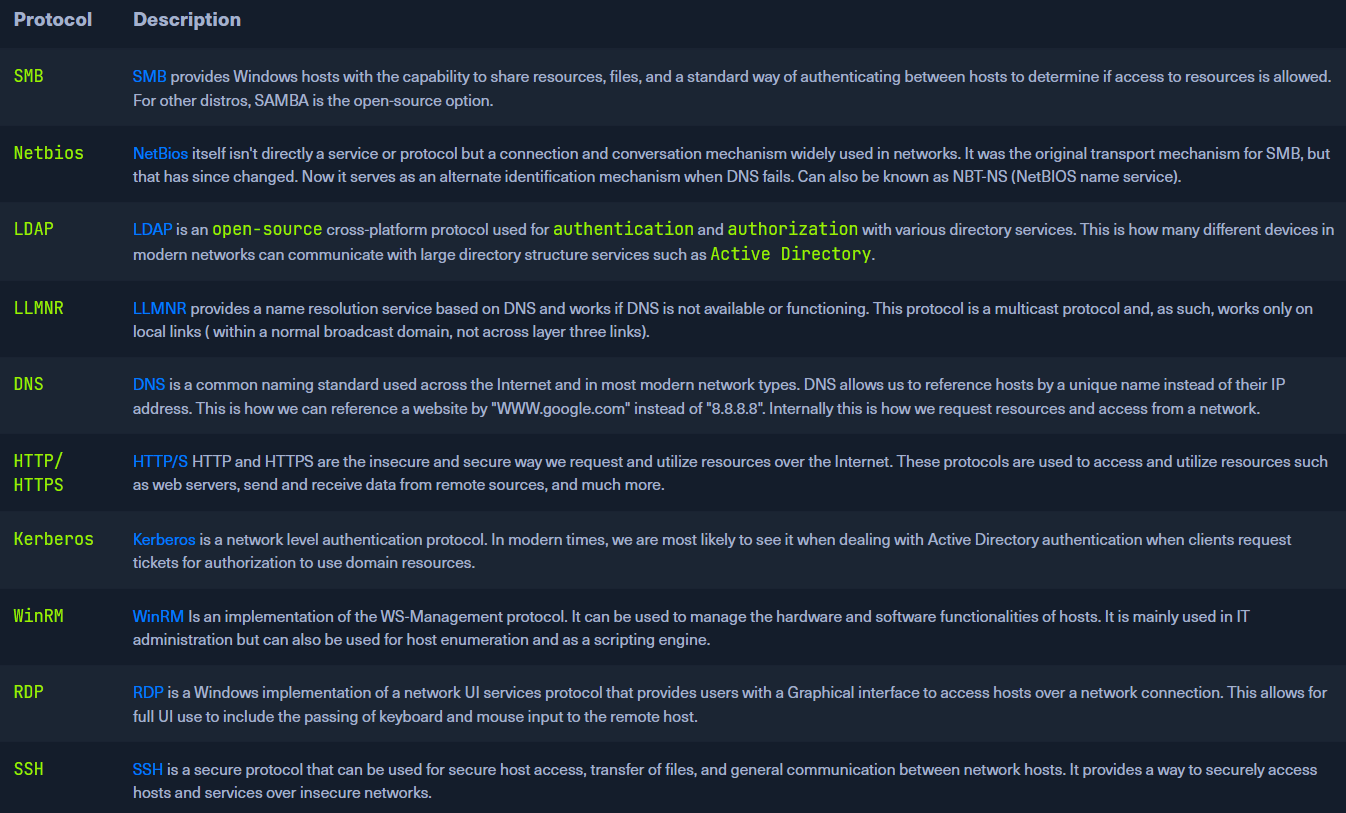 Protocol Description
SMB SMB provides Windows hosts with the capability to share resources, files, and a standard way of authenticating between hosts to determine if access to resources is allowed.
For other distros, SAMBA is the open-source option.
Netbios NetBios itself isn't directly a service or protocol but a connection and conversation mechanism widely used in networks. It was the original transport mechanism for SMB, but
that has since changed. Now it serves as an alternate identification mechanism when DNS fails. Can also be known as NBT-NS (NetBIOS name service).
LDAP LDAP is an open-source cross-platform protocol used for authentication and authorization with various directory services. This is how many different devices in
modern networks can communicate with large directory structure services such as Active Directory.
LLMNR LLMNR provides a name resolution service based on DNS and works if DNS is not available or functioning. This protocol is a multicast protocol and, as such, works only on
local links ( within a normal broadcast domain, not across layer three links).
DNS DNS is a common naming standard used across the Internet and in most modern network types. DNS allows us to reference hosts by a unique name instead of their IP
address. This is how we can reference a website by "WWW.google.com" instead of "8.8.8.8". Internally this is how we request resources and access from a network.
HTTP/ HTTP/S HTTP and HTTPS are the insecure and secure way we request and utilize resources over the Internet. These protocols are used to access and utilize resources such
HTTPS as web servers, send and receive data from remote sources, and much more.
Kerberos Kerberos is a network level authentication protocol. In modern times, we are most likely to see it when dealing with Active Directory authentication when clients request
tickets for authorization to use domain resources.
WinRM WinRM Is an implementation of the WS-Management protocol. It can be used to manage the hardware and software functionalities of hosts. It is mainly used in IT
administration but can also be used for host enumeration and as a scripting engine.
RDP RDP is a Windows implementation of a network UI services protocol that provides users with a Graphical interface to access hosts over a network connection. This allows for
full UI use to include the passing of keyboard and mouse input to the remote host.
SSH SSH is a secure protocol that can be used for secure host access, transfer of files, and general communication between network hosts. It provides a way to securely access
hosts and services over insecure networks.